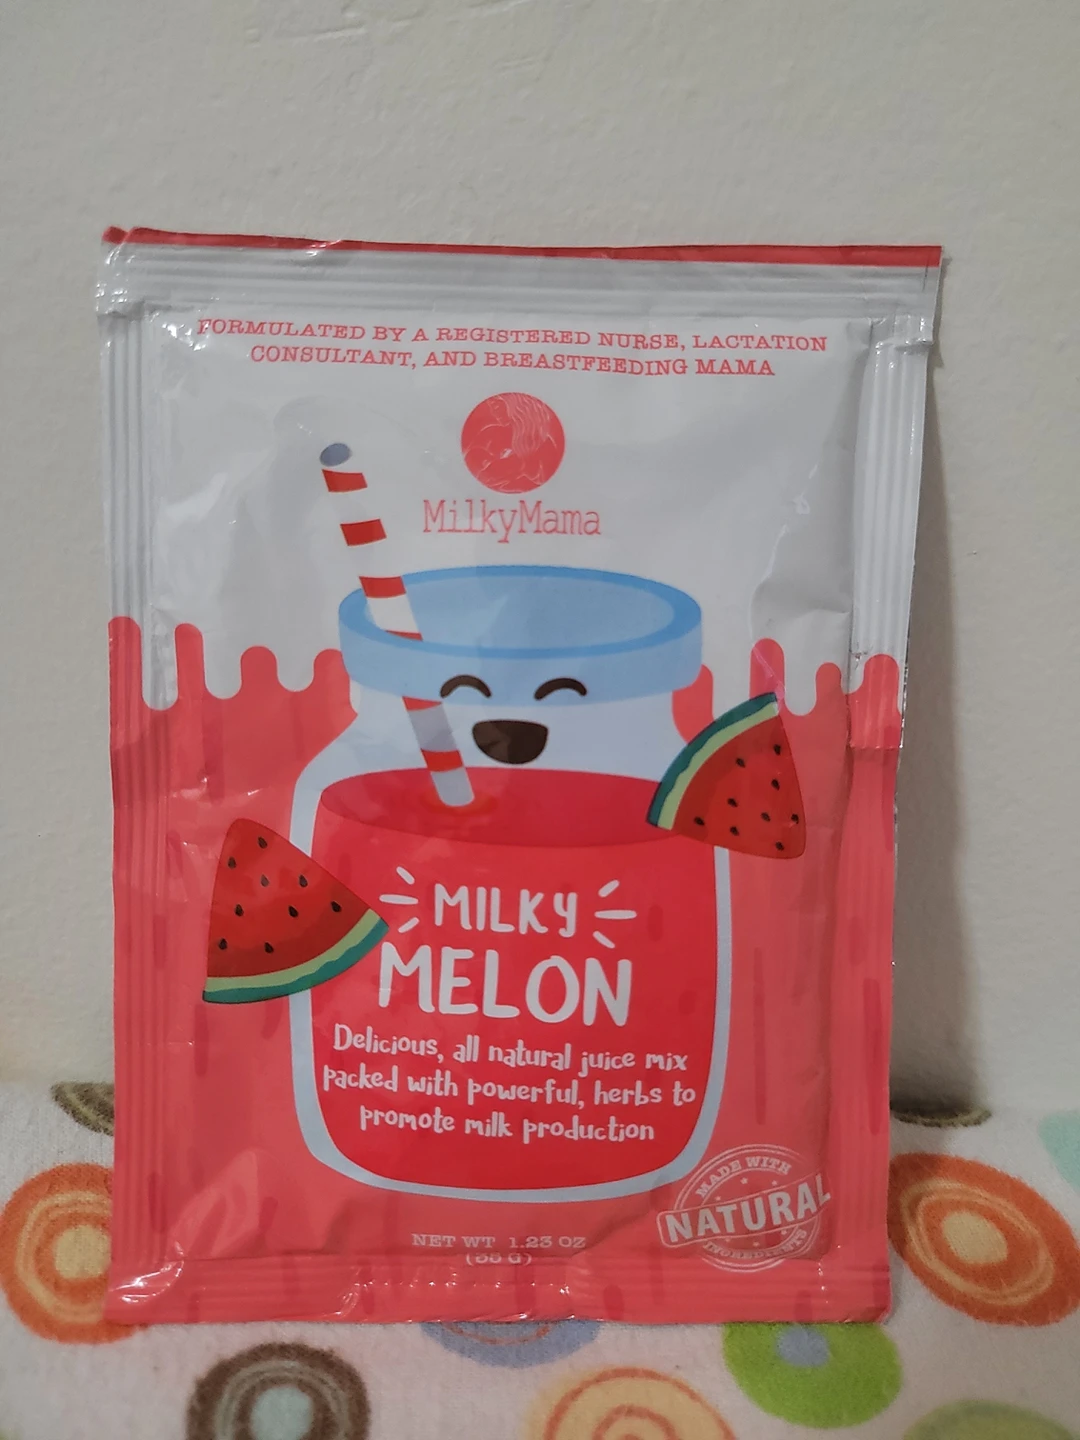 FORMULATED BY A REGISTERED NURSE, LACTATION
CONSULTANT, AND BREASTFEEDING MAMA
MilkyMama
MILKY
MELON
Delicious, all natural juice mix
packed with powerful, herbs to
promote milk production
MADE WITH
NATURAL
INGREDIENTS
NET WT 1.23 OZ
(35 G)